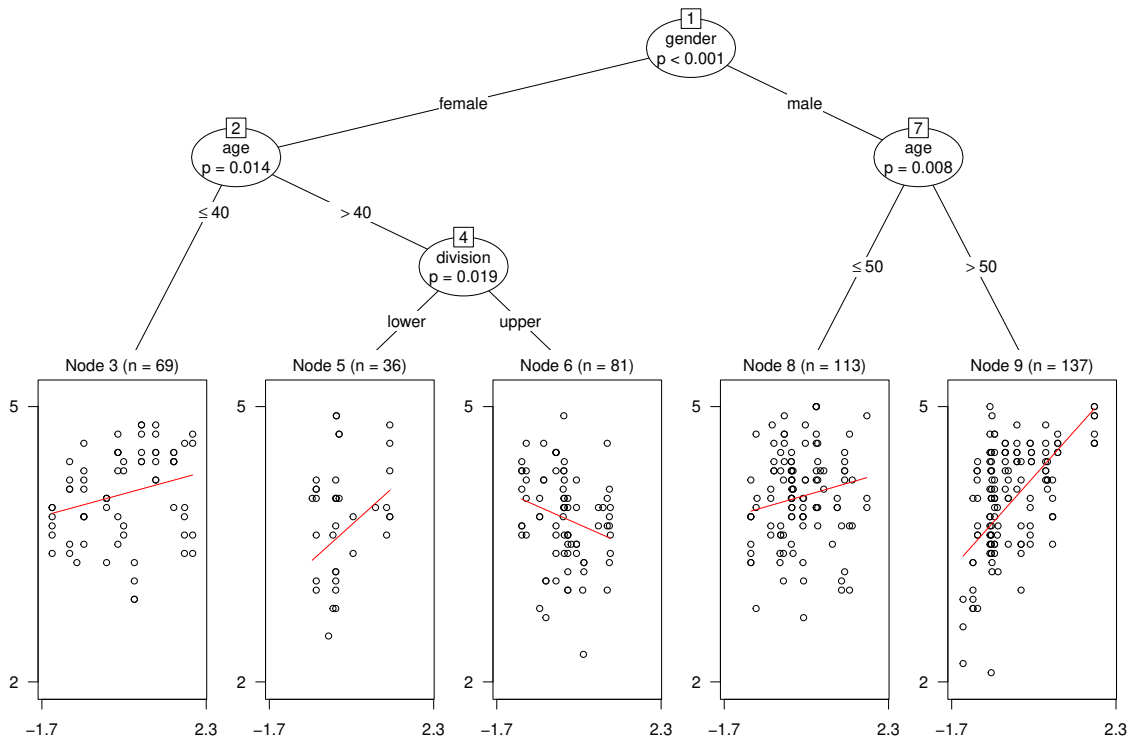 1
gender
p < 0.001
female
male
2
age
p = 0.014
7
age
p = 0.008
≤ 40
> 40
4
division
p = 0.019
≤ 50
> 50
lower
upper
Node 3 (n = 69)
Node 5 (n = 36)
Node 6 (n = 81)
Node 8 (n = 113)
Node 9 (n = 137)
5
5
5
5
5
2
2
2
2
2
−1.7
2.3
−1.7
2.3
−1.7
2.3
−1.7
2.3
−1.7
2.3